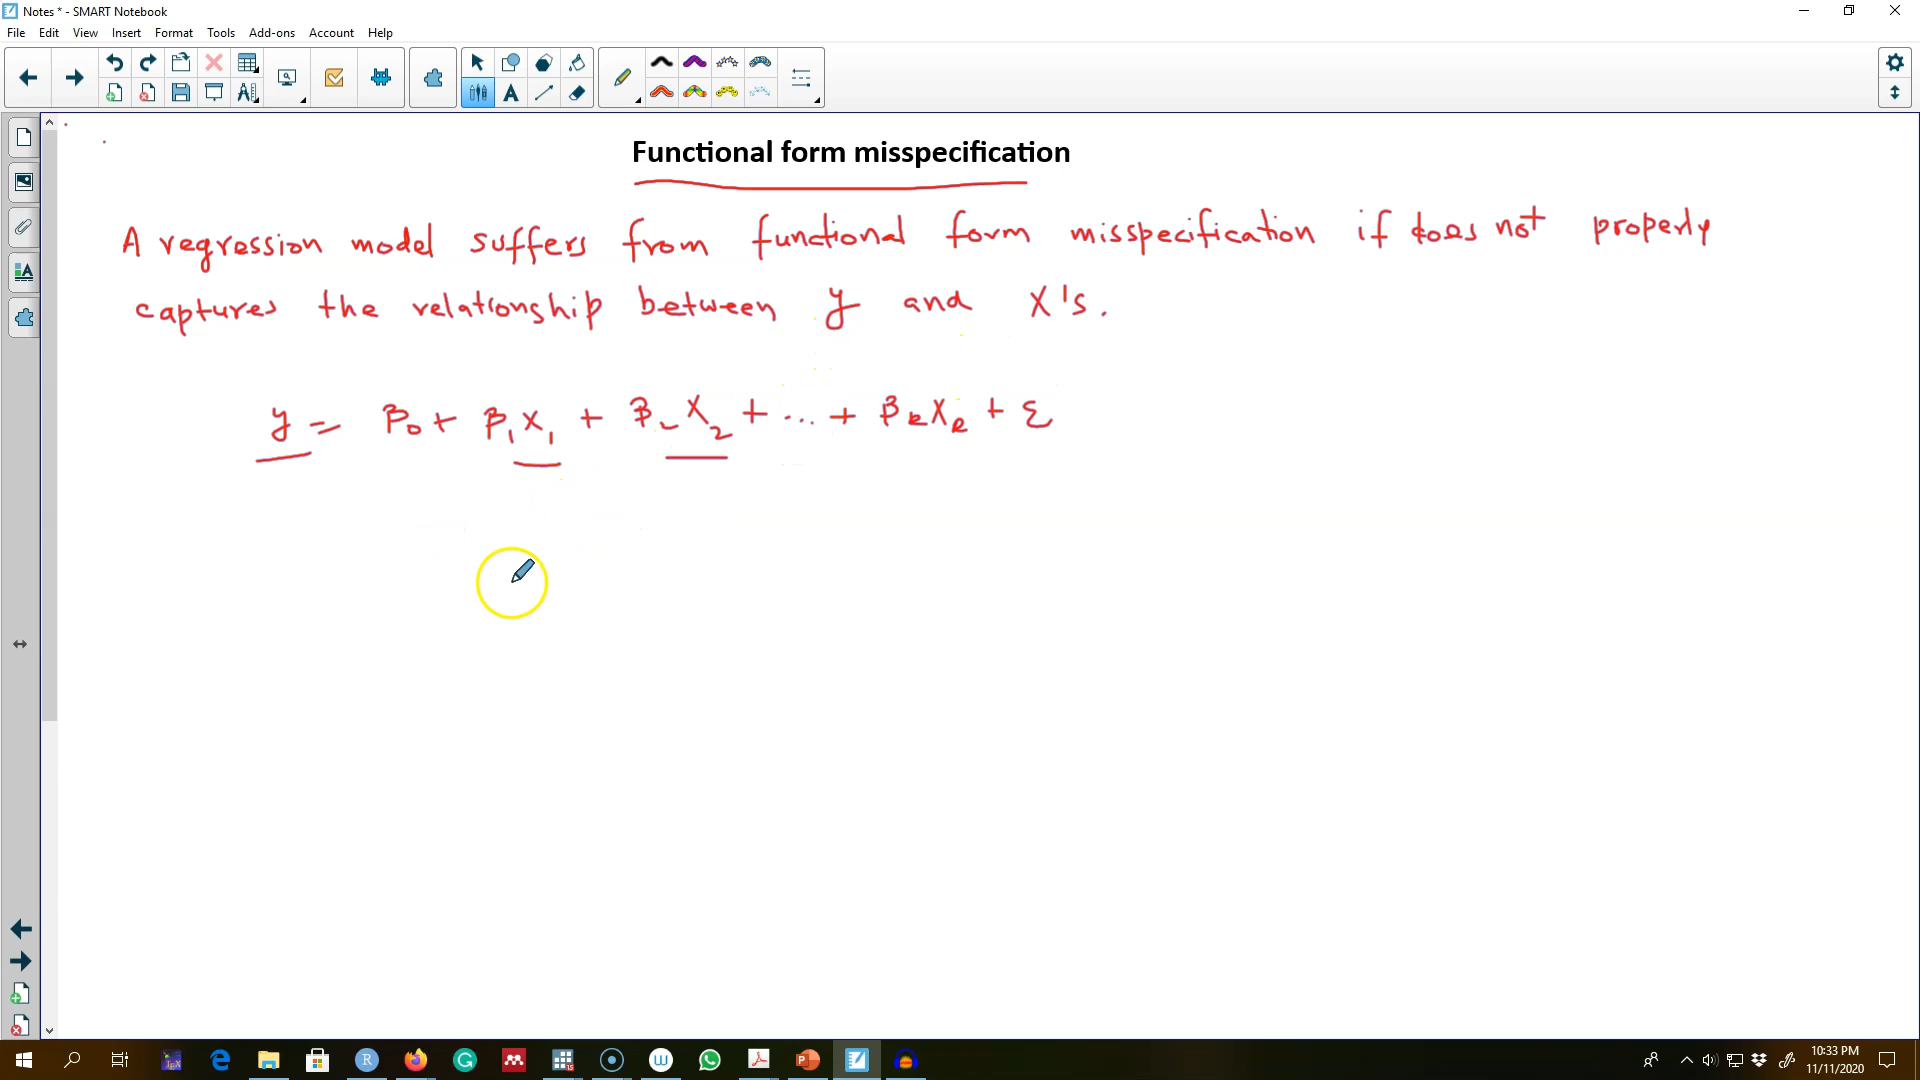 Notes * - SMART Notebook
File Edit View Insert Format Tools Add-ons Account Help
Functional form misspecification
A regression model suffers from functional form misspecification if does not properly
captures the relationship between y and X's.
y = β₀ + β₁X₁ + β₂X₂ + ... + βₖXₖ + ε
10:33 PM
11/11/2020